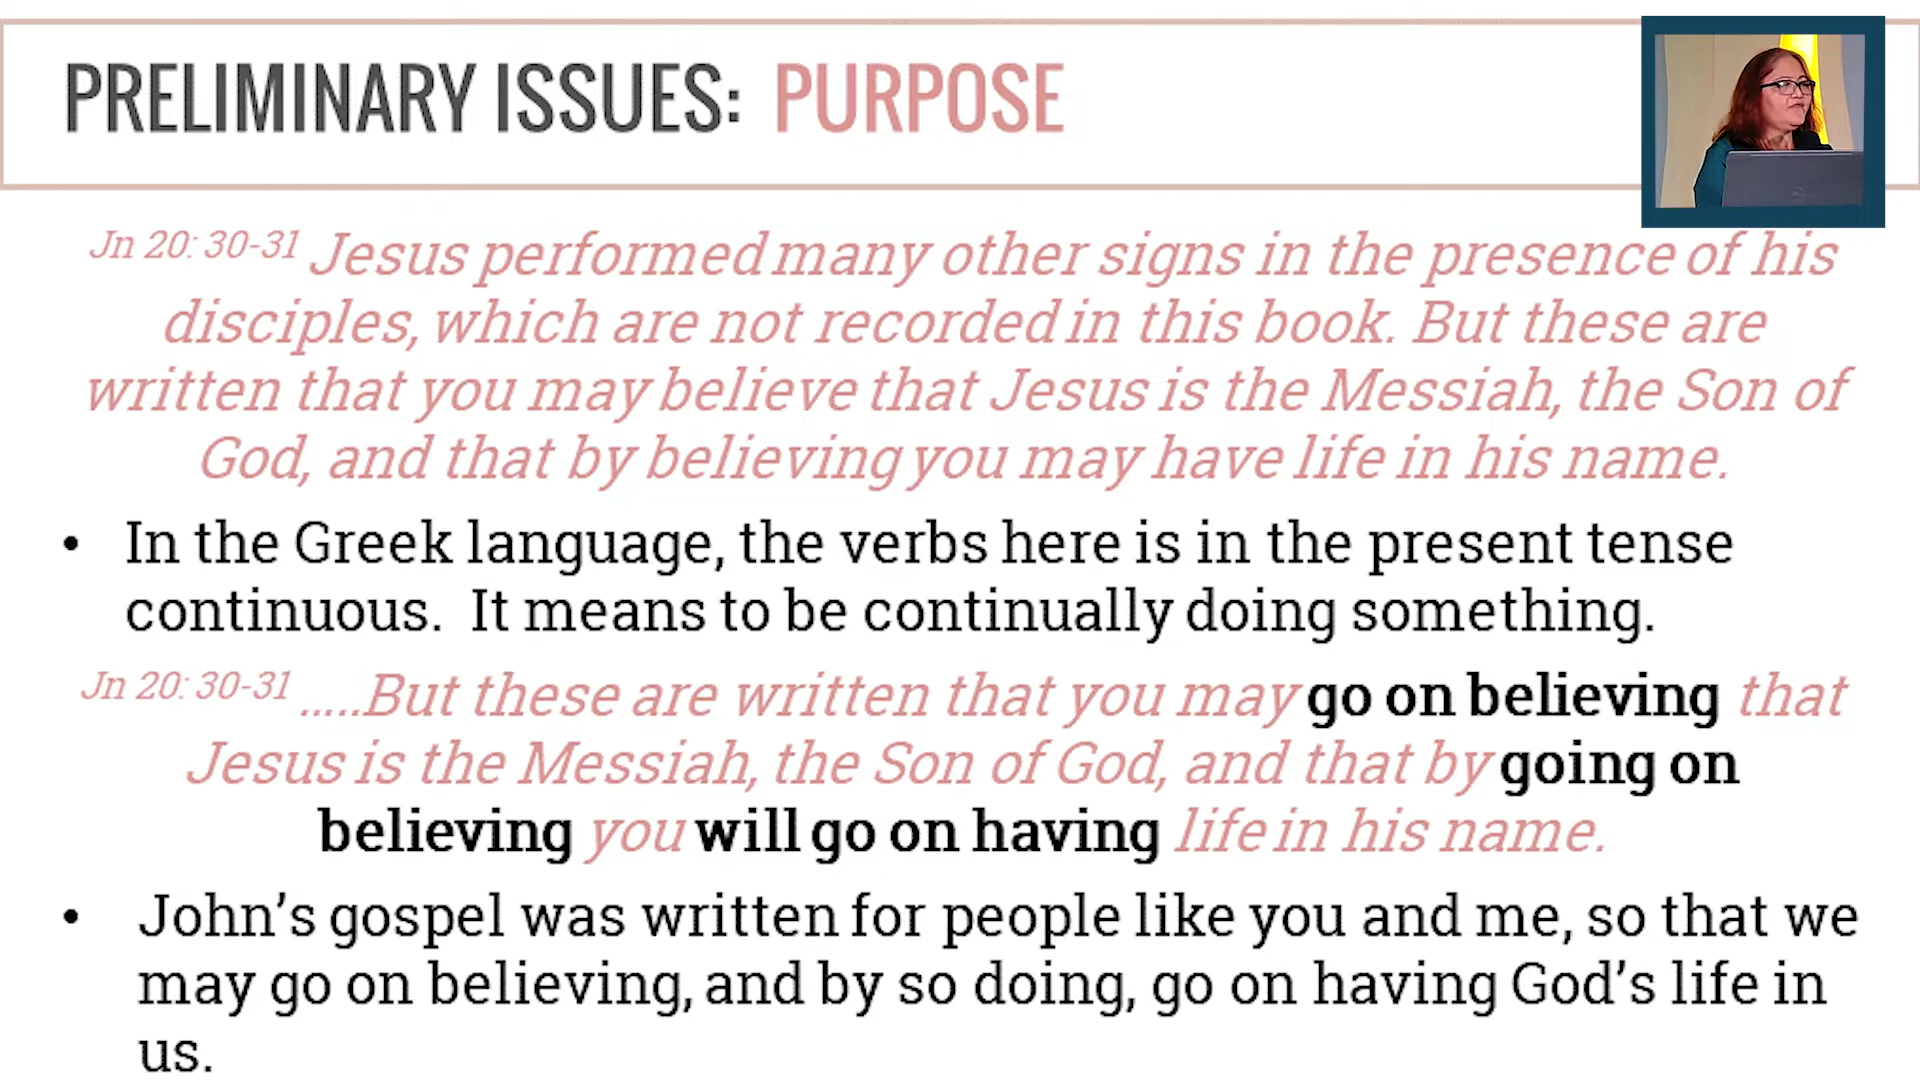 PRELIMINARY ISSUES: PURPOSE
Jn 20: 30-31 Jesus performed many other signs in the presence of his
disciples, which are not recorded in this book. But these are
written that you may believe that Jesus is the Messiah, the Son of
God, and that by believing you may have life in his name.
• In the Greek language, the verbs here is in the present tense
continuous. It means to be continually doing something.
Jn 20: 30-31 .....But these are written that you may go on believing that
Jesus is the Messiah, the Son of God, and that by going on
believing you will go on having life in his name.
• John’s gospel was written for people like you and me, so that we
may go on believing, and by so doing, go on having God’s life in
us.